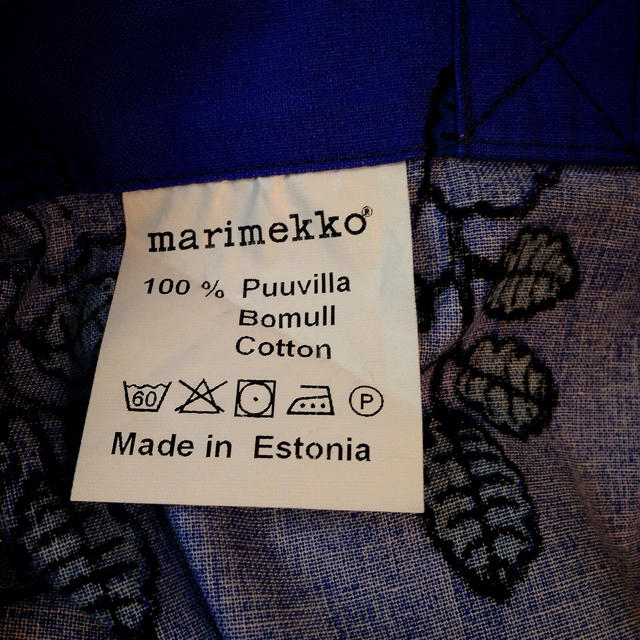 marimekko®
100 % Puuvilla
Bomull
Cotton
60 P
Made in Estonia